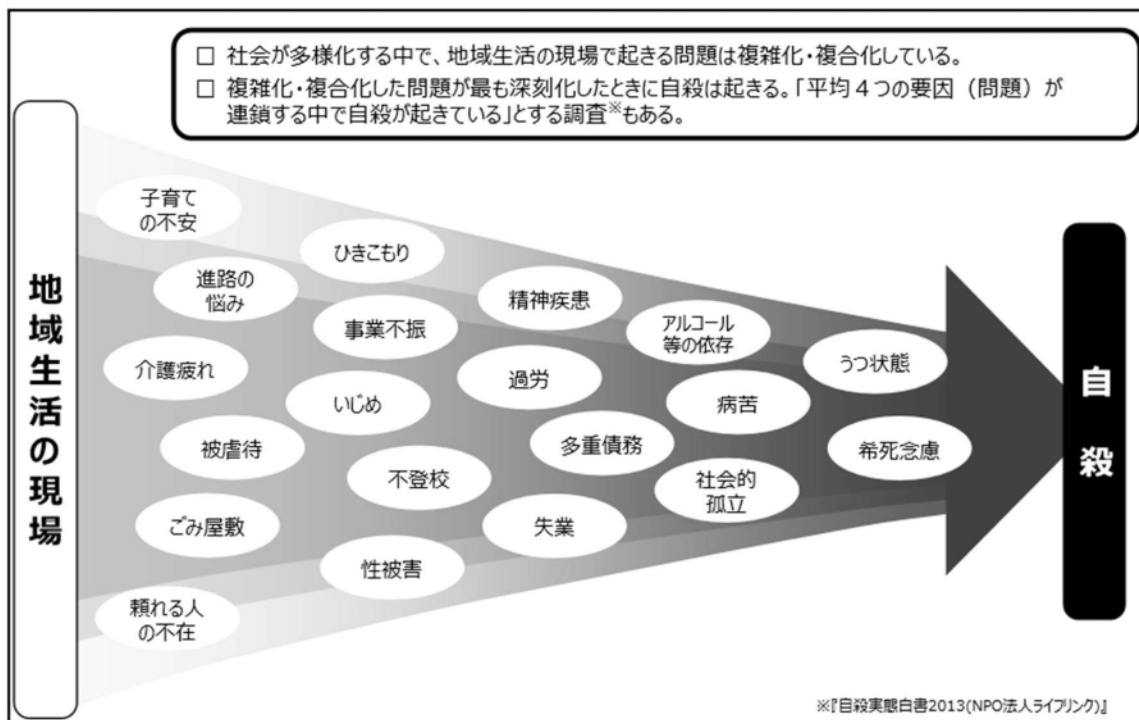 □ 社会が多様化する中で、地域生活の現場で起きる問題は複雑化・複合化している。
□ 複雑化・複合化した問題が最も深刻化したときに自殺は起きる。「平均４つの要因（問題）が
連鎖する中で自殺が起きている」とする調査※もある。
地域生活の現場
子育て
の不安
進路の
悩み
介護疲れ
被虐待
ごみ屋敷
頼れる人
の不在
ひきこもり
事業不振
いじめ
不登校
性被害
精神疾患
過労
多重債務
失業
アルコール
等の依存
病苦
社会的
孤立
うつ状態
希死念慮
自殺
※『自殺実態白書2013(NPO法人ライフリンク)』